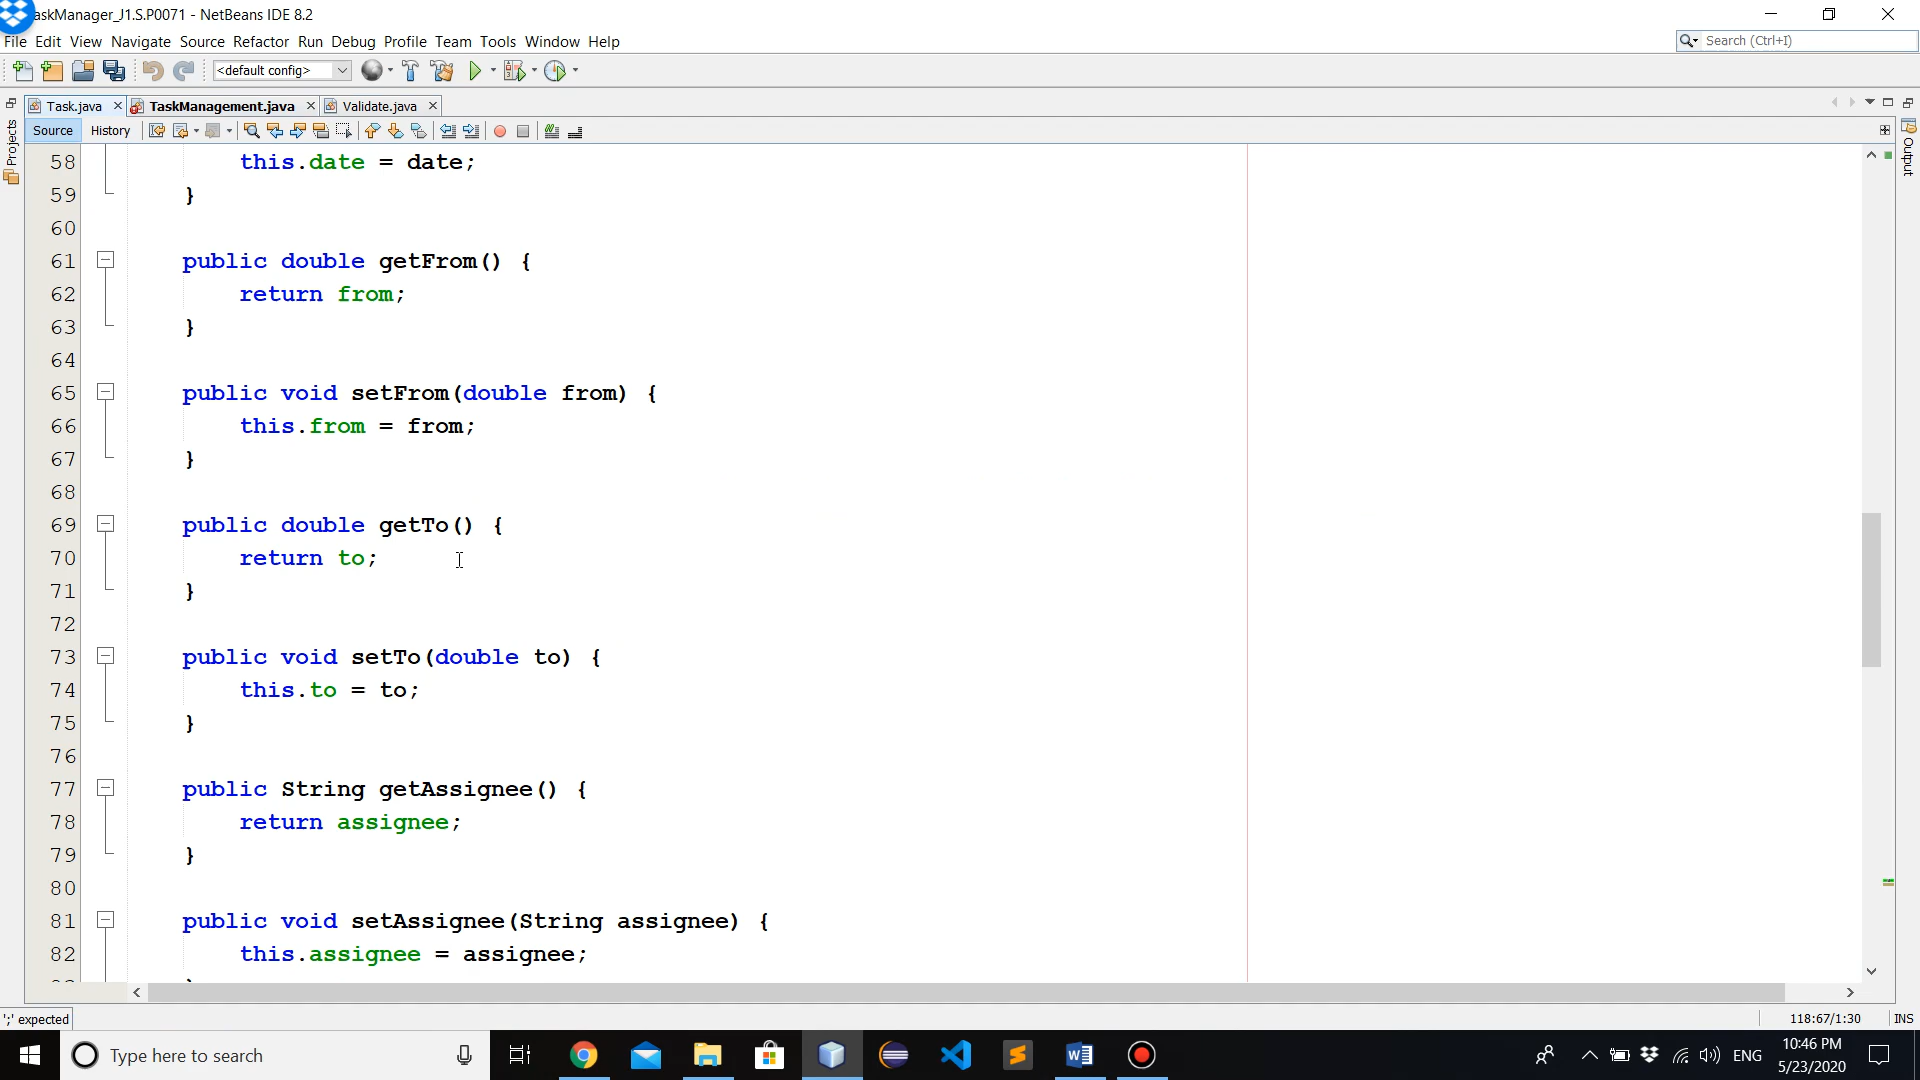 askManager_J1.S.P0071 - NetBeans IDE 8.2
File Edit View Navigate Source Refactor Run Debug Profile Team Tools Window Help
Search (Ctrl+I)
<default config>
Task.java TaskManagement.java Validate.java
Source History
Projects
Output
58 this.date = date;
59 }
60
61 public double getFrom() {
62 return from;
63 }
64
65 public void setFrom(double from) {
66 this.from = from;
67 }
68
69 public double getTo() {
70 return to;
71 }
72
73 public void setTo(double to) {
74 this.to = to;
75 }
76
77 public String getAssignee() {
78 return assignee;
79 }
80
81 public void setAssignee(String assignee) {
82 this.assignee = assignee;
';' expected
118:67/1:30 INS
Type here to search
ENG
10:46 PM
5/23/2020